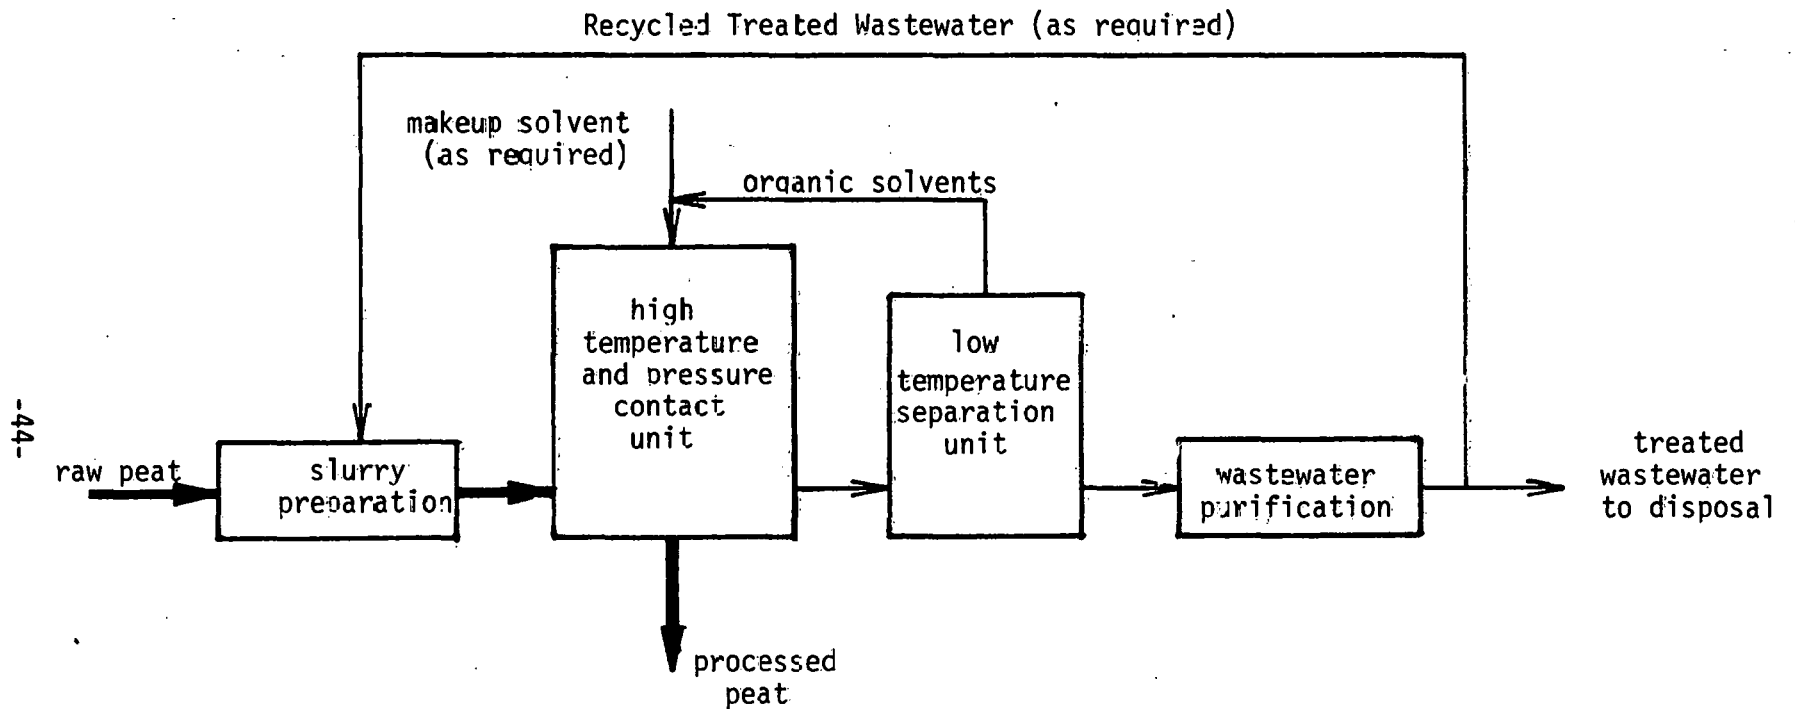 Recycled Treated Wastewater (as required)
makeup solvent
(as required)
organic solvents
high
temperature
and pressure
contact
unit
low
temperature
separation
unit
-44-
raw peat
slurry
preparation
wastewater
purification
treated
wastewater
to disposal
processed
peat